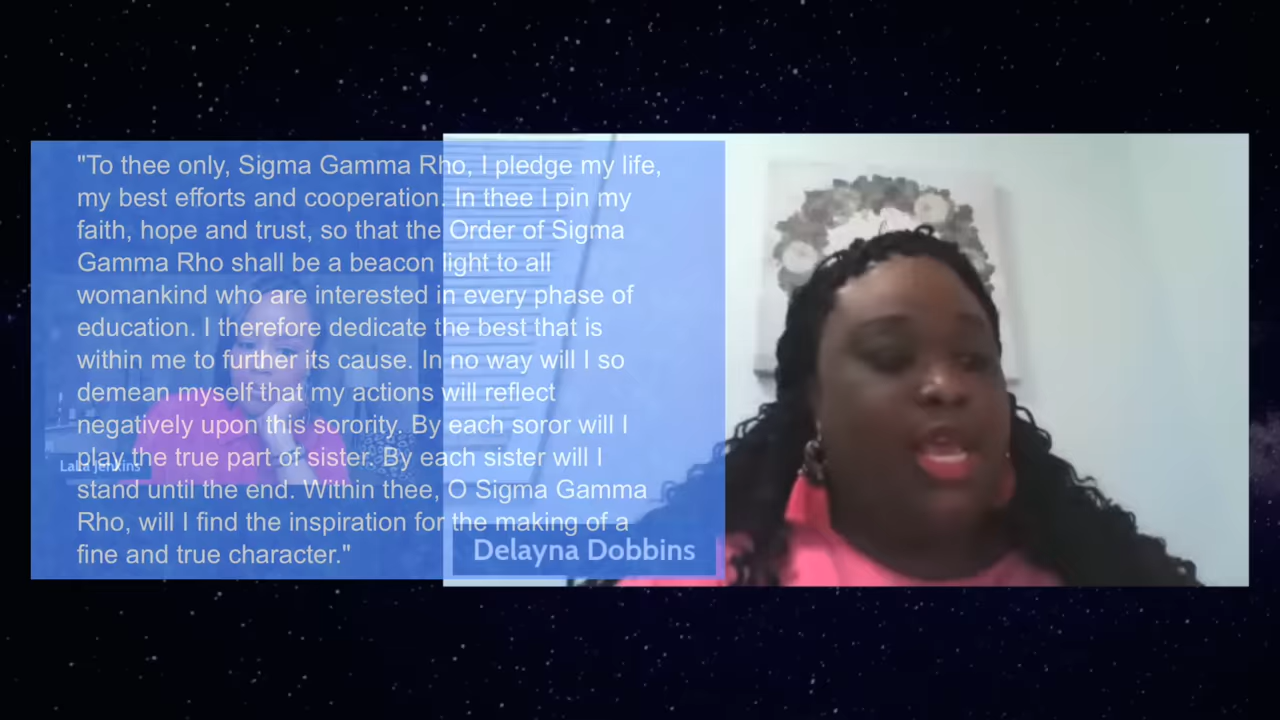 "To thee only, Sigma Gamma Rho, I pledge my life,
my best efforts and cooperation. In thee I pin my
faith, hope and trust, so that the Order of Sigma
Gamma Rho shall be a beacon light to all
womankind who are interested in every phase of
education. I therefore dedicate the best that is
within me to further its cause. In no way will I so
demean myself that my actions will reflect
negatively upon this sorority. By each soror will I
play the true part of sister. By each sister will I
stand until the end. Within thee, O Sigma Gamma
Rho, will I find the inspiration for the making of a
fine and true character."
Jenkins
Delayna Dobbins